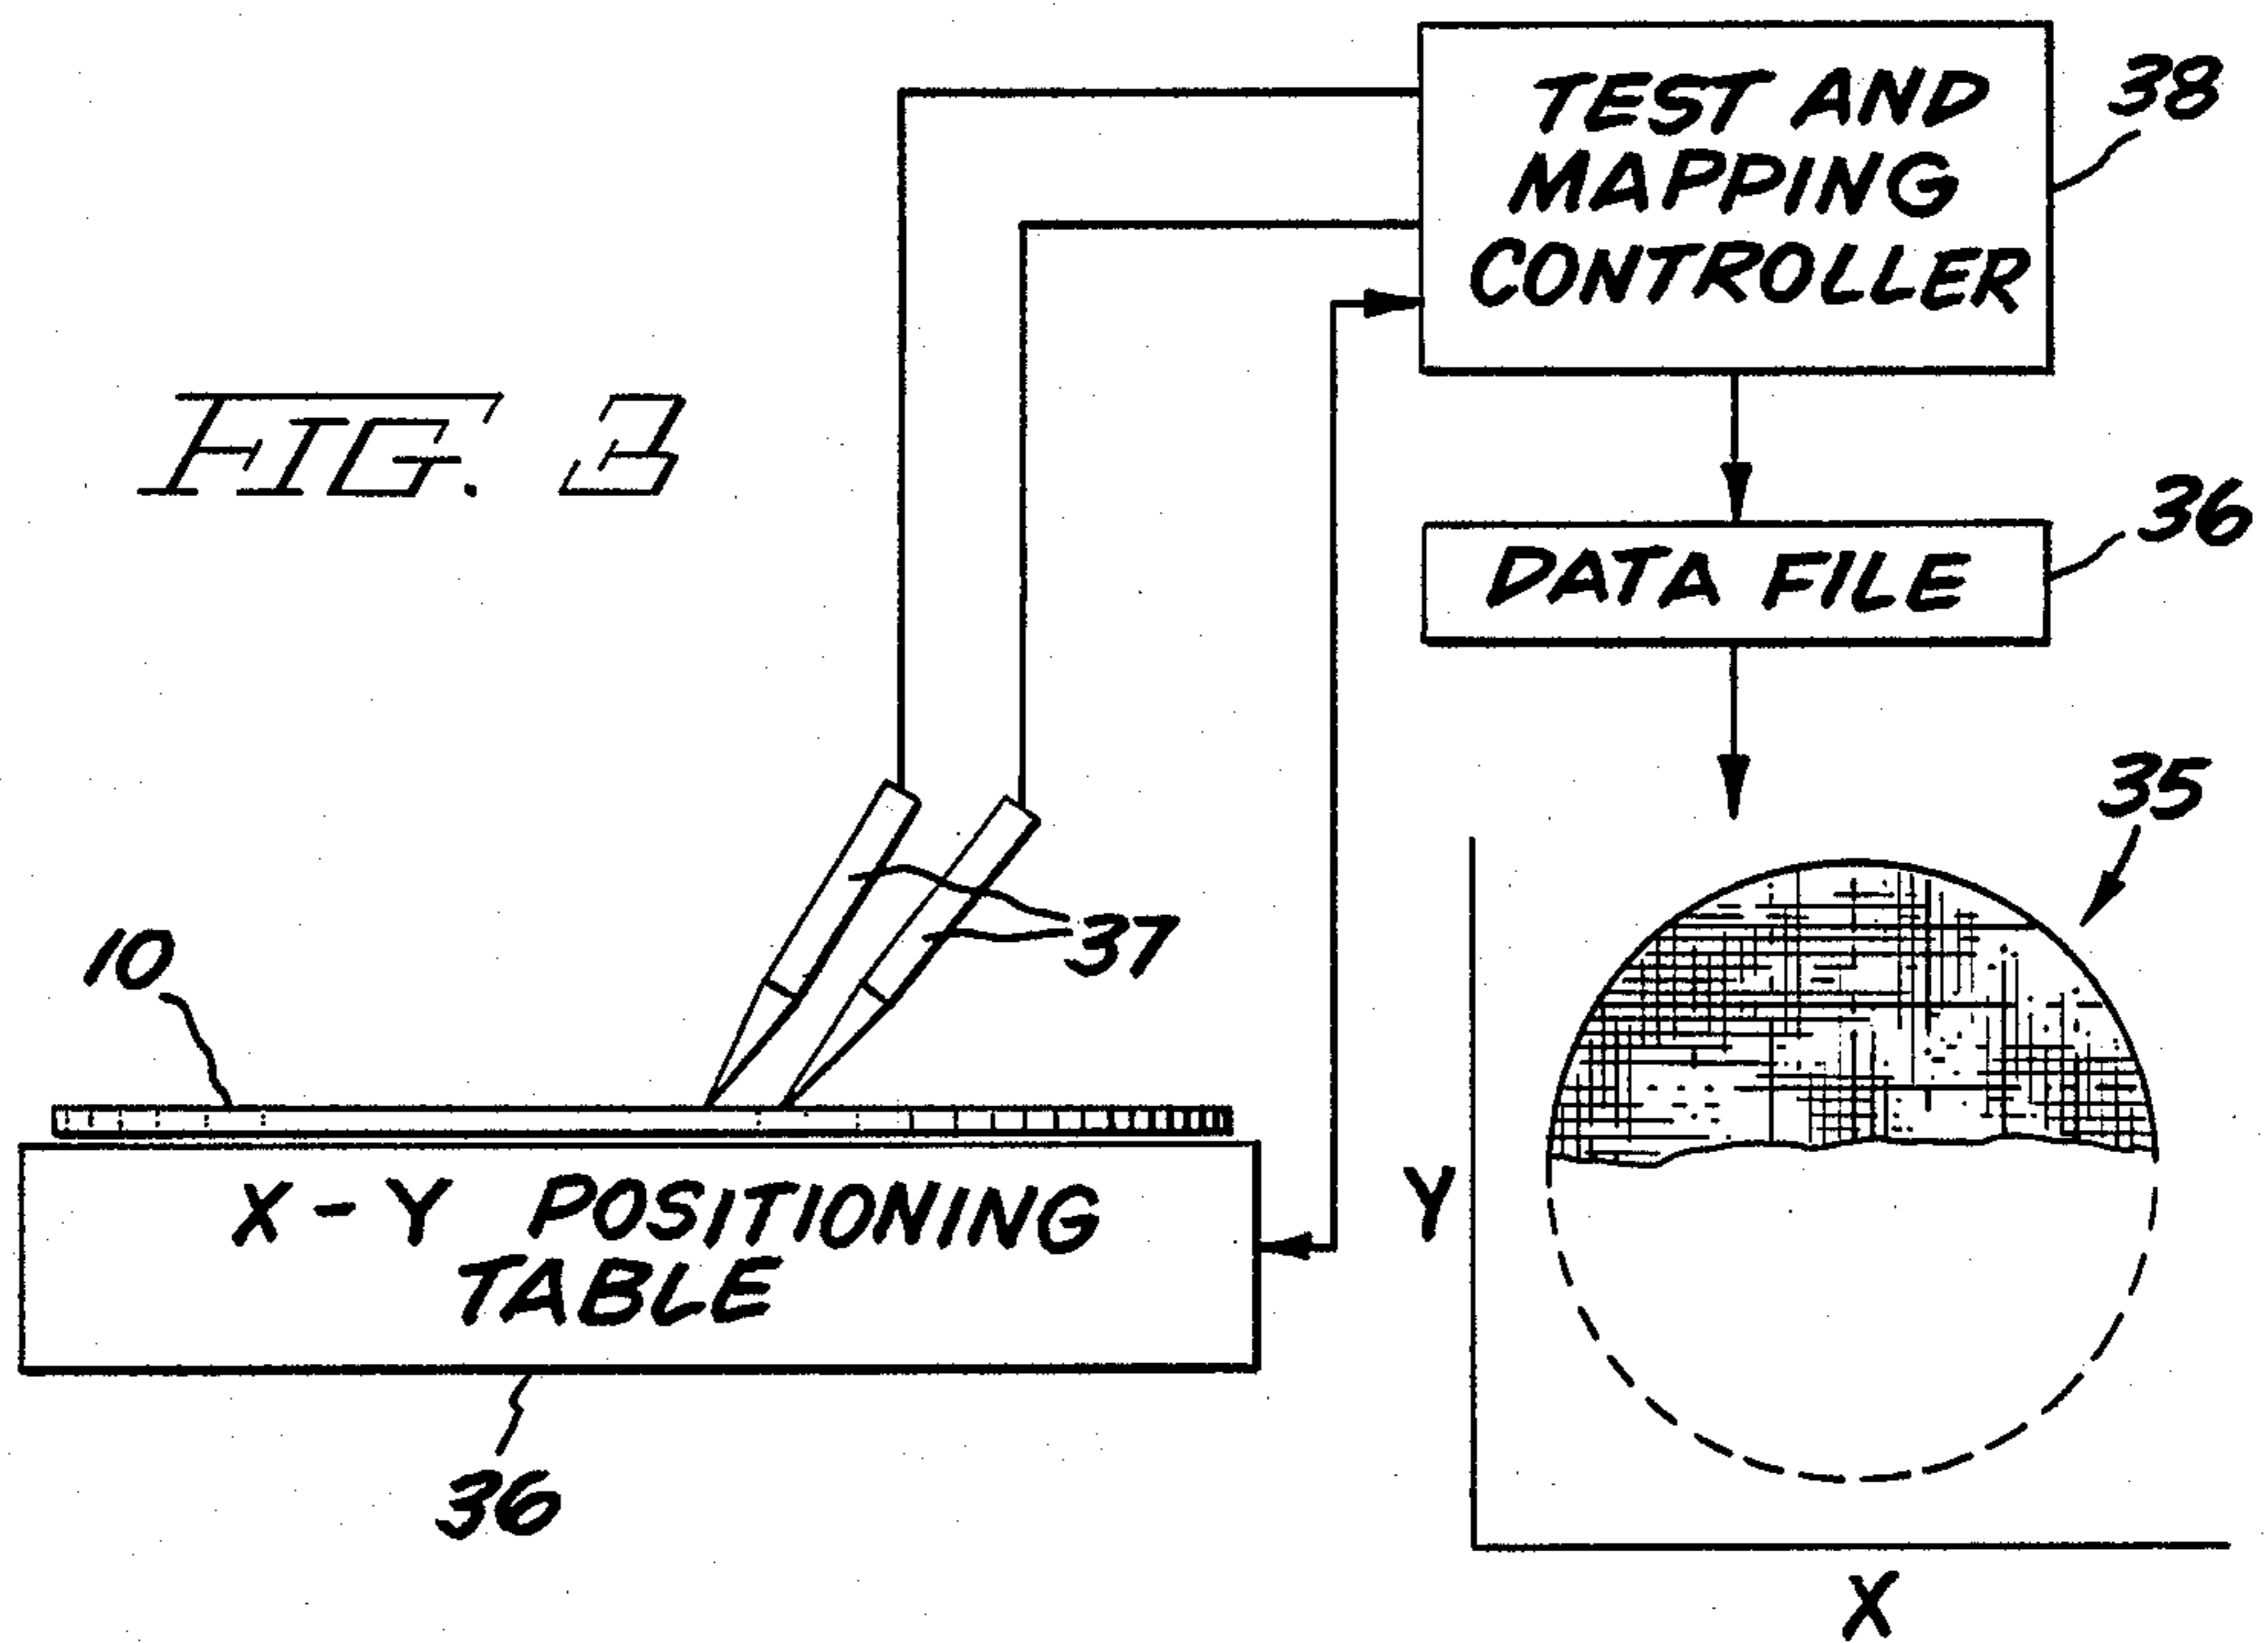 TEST AND
MAPPING
CONTROLLER
38
FIG. 3
DATA FILE
36
35
37
10
X-Y POSITIONING
TABLE
36
Y
X